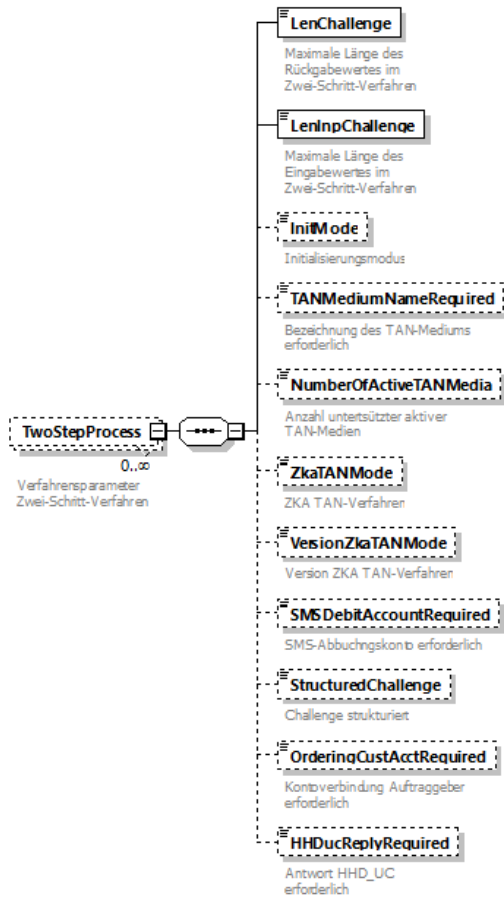 LenChallenge
Maximale Länge des
Rückgabewertes im
Zwei-Schritt-Verfahren
LenInpChallenge
Maximale Länge des
Eingabewertes im
Zwei-Schritt-Verfahren
InitMode
Initialisierungsmodus
TANMediumNameRequired
Bezeichnung des TAN-Mediums
erforderlich
NumberOfActiveTANMedia
Anzahl untertsützter aktiver
TAN-Medien
TwoStepProcess
0..∞
Verfahrensparameter
Zwei-Schritt-Verfahren
ZkaTANMode
ZKA TAN-Verfahren
VersionZkaTANMode
Version ZKA TAN-Verfahren
SMSDebitAccountRequired
SMS-Abbuchngskonto erforderlich
StructuredChallenge
Challenge strukturiert
OrderingCustAcctRequired
Kontoverbindung Auftraggeber
erforderlich
HHDucReplyRequired
Antwort HHD_UC
erforderlich